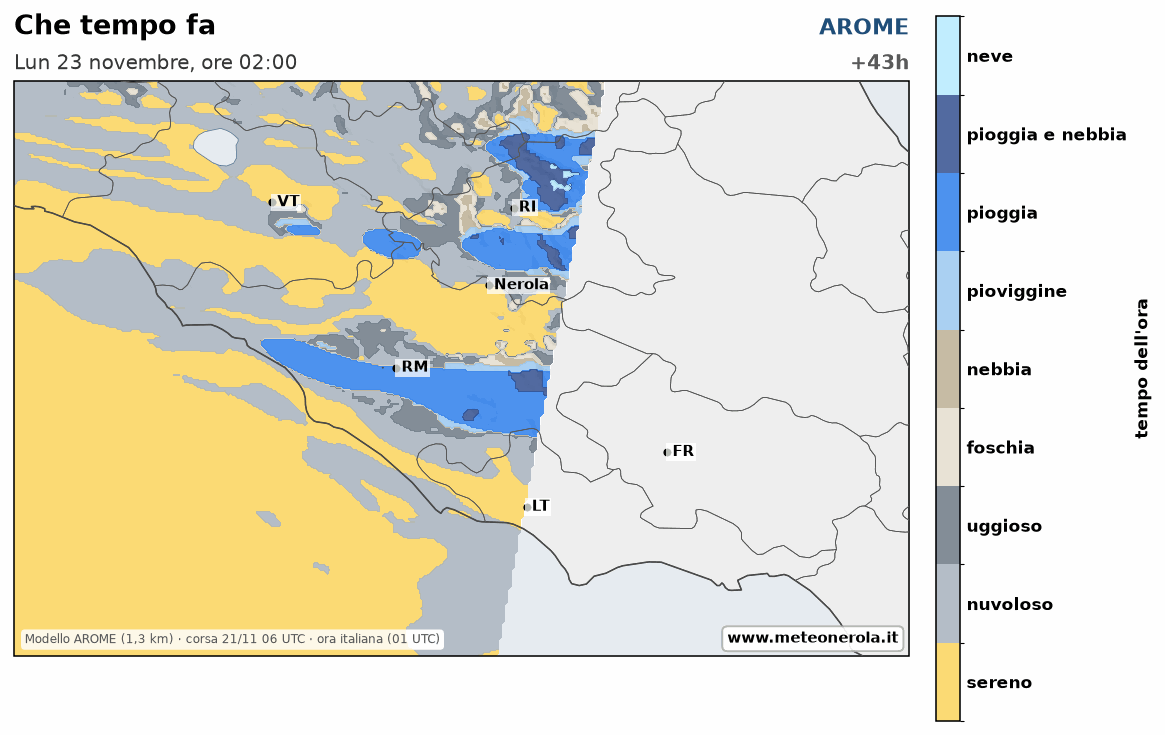 Che tempo fa
AROME
Lun 23 novembre, ore 02:00
+43h
VT
RI
Nerola
RM
FR
LT
Modello AROME (1,3 km) · corsa 21/11 06 UTC · ora italiana (01 UTC)
www.meteonerola.it
neve
pioggia e nebbia
pioggia
pioviggine
nebbia
foschia
uggioso
nuvoloso
sereno
tempo dell'ora